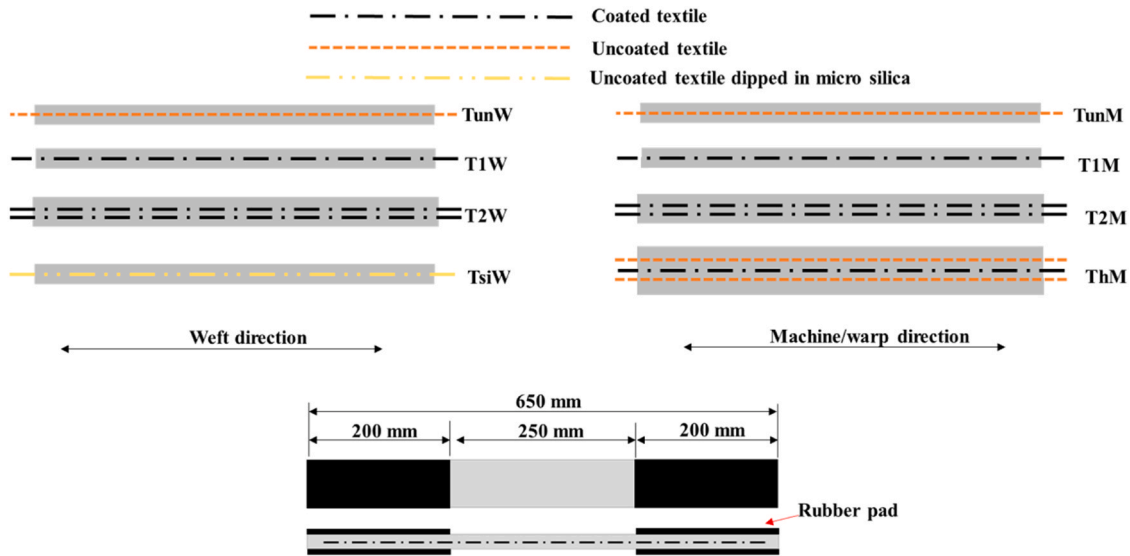 Coated textile
Uncoated textile
Uncoated textile dipped in micro silica
TunW
T1W
T2W
TsiW
Weft direction
TunM
T1M
T2M
ThM
Machine/warp direction
650 mm
200 mm
250 mm
200 mm
Rubber pad